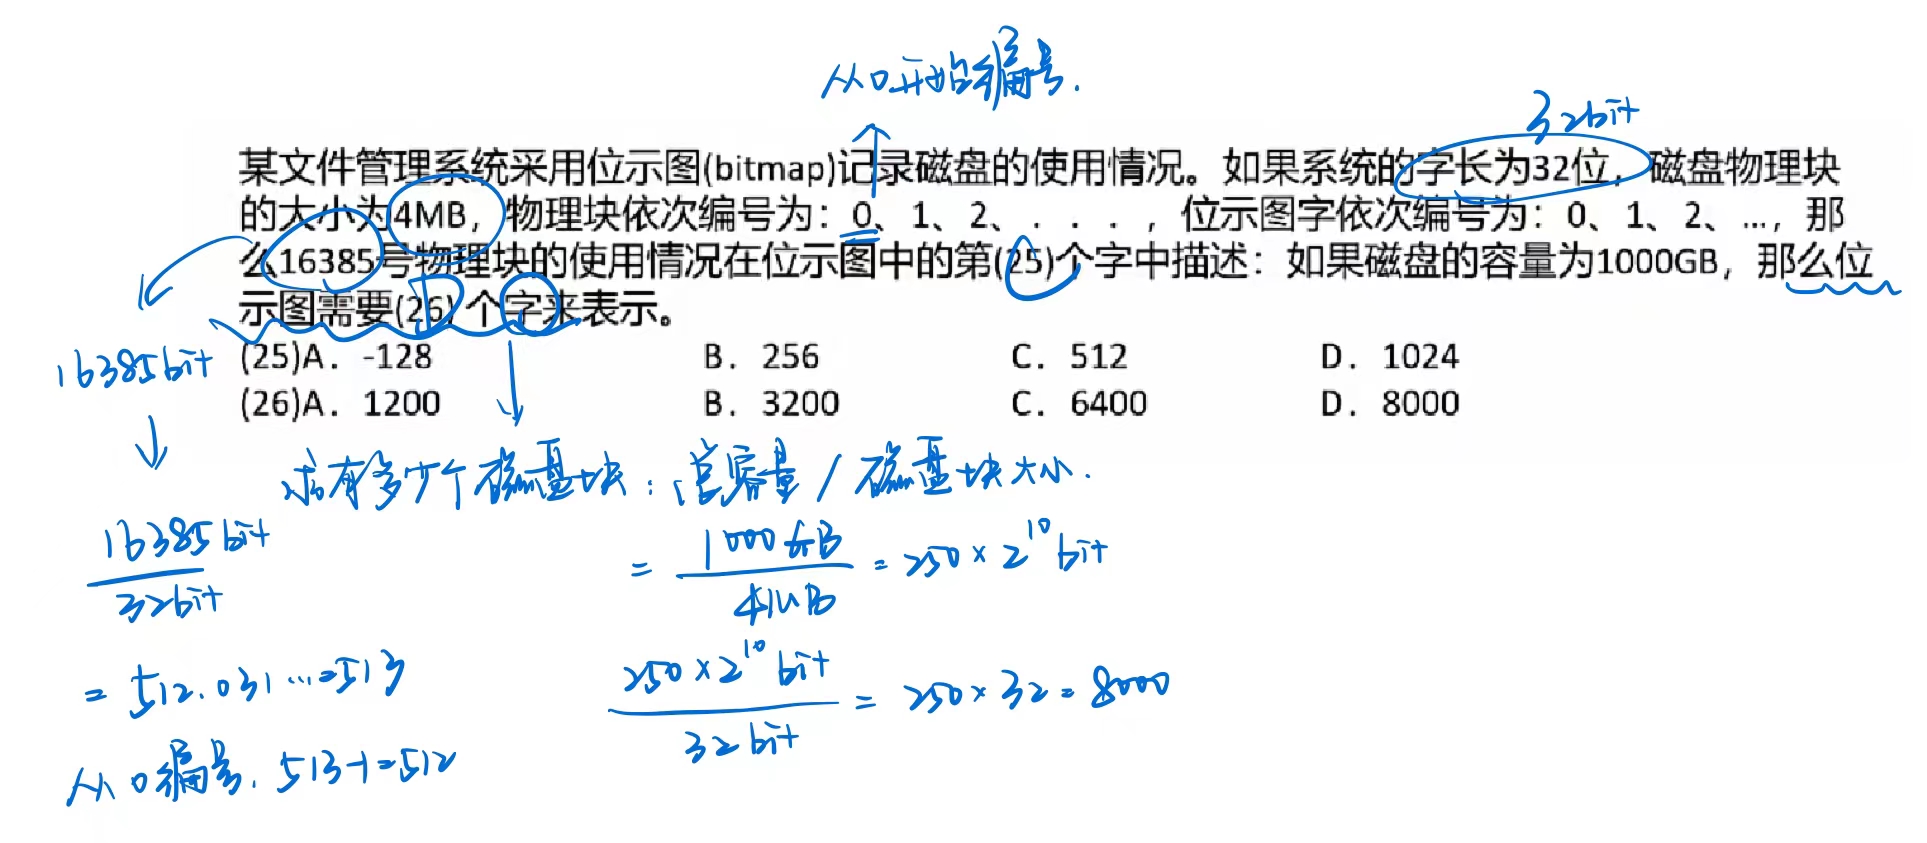 从0开始编号.
32bit
某文件管理系统采用位示图(bitmap)记录磁盘的使用情况。如果系统的字长为32位，磁盘物理块
的大小为4MB，物理块依次编号为：0、1、2、．．．，位示图字依次编号为：0、1、2、…，那
么16385号物理块的使用情况在位示图中的第(25)个字中描述：如果磁盘的容量为1000GB，那么位
示图需要(26)个字来表示。
C
D
16385bit
(25)A．-128 B．256 C．512 D．1024
(26)A．1200 B．3200 C．6400 D．8000
求有多少个磁盘块：总容量/磁盘块大小.
16385bit
32bit
= 512.031...=513
从0编号. 513-1=512
= 1000GB / 4MB = 250×2^10 bit
250×2^10 bit / 32bit = 250×32=8000